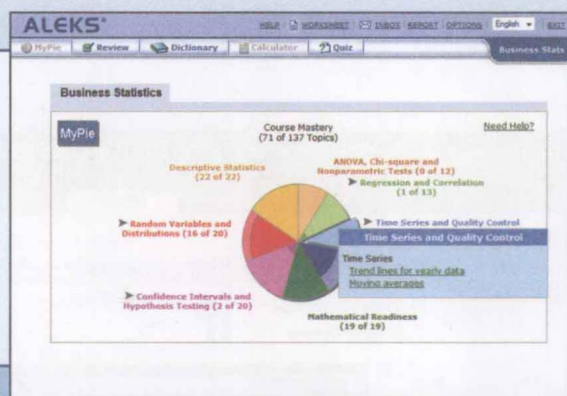 ALEKS®
HELP | WORKSHEET | INBOX | REPORT | OPTIONS | English | EXIT
MyPie Review Dictionary Calculator Quiz Business Stats
Business Statistics
MyPie
Course Mastery
(71 of 137 Topics)
Need Help?
Descriptive Statistics
(22 of 22)
ANOVA, Chi-square and
Nonparametric Tests (0 of 12)
➤ Regression and Correlation
(1 of 13)
➤ Random Variables and
Distributions (16 of 20)
➤ Time Series and Quality Control
Time Series and Quality Control
Time Series
Trend lines for yearly data
Moving averages
➤ Confidence Intervals and
Hypothesis Testing (2 of 20)
Mathematical Readiness
(19 of 19)